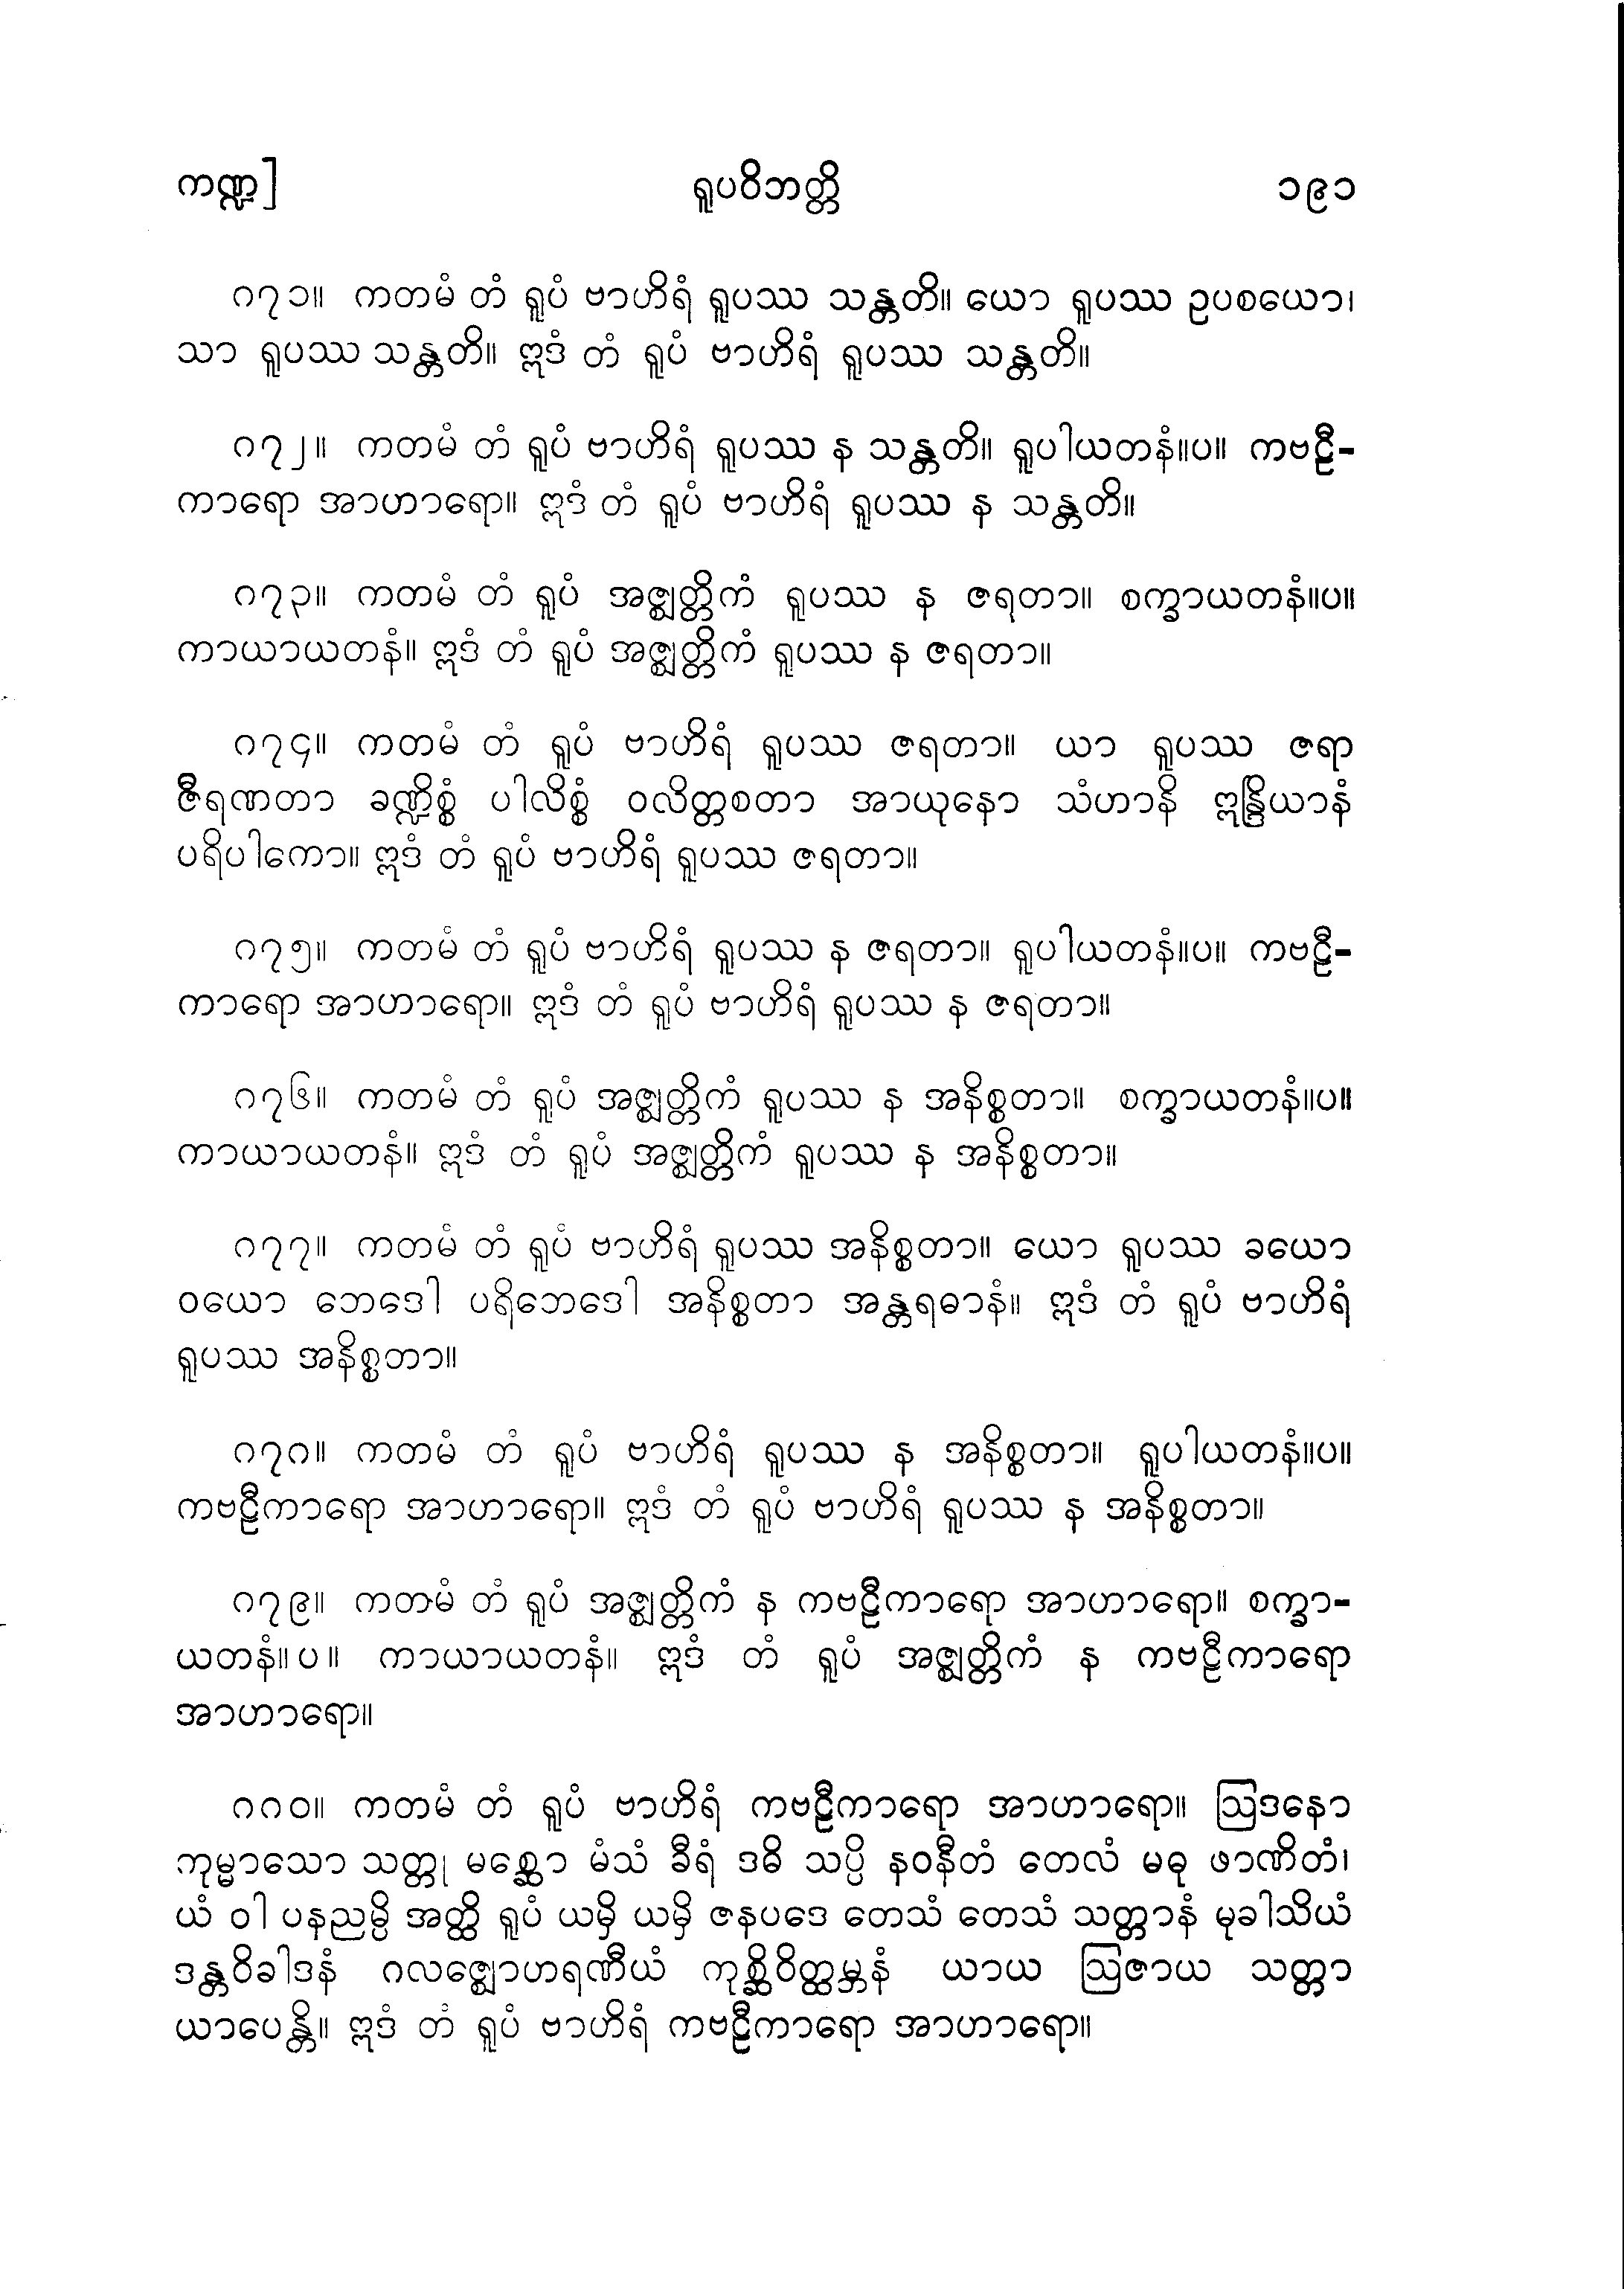 ကဏ္ဍ]	ရူပဝိဘတ္တိ	၁၉၁
၈၇၁။ ကတမံ တံ ရူပံ ဗာဟိရံ ရူပဿ သန္တတိ။ ယော ရူပဿ ဥပစယော၊
သာ ရူပဿ သန္တတိ။ ဣဒံ တံ ရူပံ ဗာဟိရံ ရူပဿ သန္တတိ။
၈၇၂။ ကတမံ တံ ရူပံ ဗာဟိရံ ရူပဿ န သန္တတိ။ ရူပါယတနံ။ပ။ ကဗဠီ-
ကာရော အာဟာရော။ ဣဒံ တံ ရူပံ ဗာဟိရံ ရူပဿ န သန္တတိ။
၈၇၃။ ကတမံ တံ ရူပံ အဇ္ဈတ္တိကံ ရူပဿ န ဇရတာ။ စက္ခာယတနံ။ပ။
ကာယာယတနံ။ ဣဒံ တံ ရူပံ အဇ္ဈတ္တိကံ ရူပဿ န ဇရတာ။
၈၇၄။ ကတမံ တံ ရူပံ ဗာဟိရံ ရူပဿ ဇရတာ။ ယာ ရူပဿ ဇရာ
ဇီရဏတာ ခဏ္ဍိစ္စံ ပါလိစ္စံ ဝလိတ္တစတာ အာယုနော သံဟာနိ ဣန္ဒြိယာနံ
ပရိပါကော။ ဣဒံ တံ ရူပံ ဗာဟိရံ ရူပဿ ဇရတာ။
၈၇၅။ ကတမံ တံ ရူပံ ဗာဟိရံ ရူပဿ န ဇရတာ။ ရူပါယတနံ။ပ။ ကဗဠီ-
ကာရော အာဟာရော။ ဣဒံ တံ ရူပံ ဗာဟိရံ ရူပဿ န ဇရတာ။
၈၇၆။ ကတမံ တံ ရူပံ အဇ္ဈတ္တိကံ ရူပဿ န အနိစ္စတာ။ စက္ခာယတနံ။ပ။
ကာယာယတနံ။ ဣဒံ တံ ရူပံ အဇ္ဈတ္တိကံ ရူပဿ န အနိစ္စတာ။
၈၇၇။ ကတမံ တံ ရူပံ ဗာဟိရံ ရူပဿ အနိစ္စတာ။ ယော ရူပဿ ခယော
ဝယော ဘေဒေါ ပရိဘေဒေါ အနိစ္စတာ အန္တရဓာနံ။ ဣဒံ တံ ရူပံ ဗာဟိရံ
ရူပဿ အနိစ္စတာ။
၈၇၈။ ကတမံ တံ ရူပံ ဗာဟိရံ ရူပဿ န အနိစ္စတာ။ ရူပါယတနံ။ပ။
ကဗဠီကာရော အာဟာရော။ ဣဒံ တံ ရူပံ ဗာဟိရံ ရူပဿ န အနိစ္စတာ။
၈၇၉။ ကတမံ တံ ရူပံ အဇ္ဈတ္တိကံ န ကဗဠီကာရော အာဟာရော။ စက္ခာ-
ယတနံ။ပ။ ကာယာယတနံ။ ဣဒံ တံ ရူပံ အဇ္ဈတ္တိကံ န ကဗဠီကာရော
အာဟာရော။
၈၈၀။ ကတမံ တံ ရူပံ ဗာဟိရံ ကဗဠီကာရော အာဟာရော။ ဩဒနော
ကုမ္မာသော သတ္တု မစ္ဆော မံသံ ခီရံ ဒဓိ သပ္ပိ နဝနီတံ တေလံ မဓု ဖာဏိတံ၊
ယံ ဝါ ပနညမ္ပိ အတ္ထိ ရူပံ ယမှိ ယမှိ ဇနပဒေ တေသံ တေသံ သတ္တာနံ မုခါသိယံ
ဒန္တဝိခါဒနံ ဂလဇ္ဈောဟရဏီယံ ကုစ္ဆိဝိတ္ထမ္ဘနံ ယာယ ဩဇာယ သတ္တာ
ယာပေန္တိ။ ဣဒံ တံ ရူပံ ဗာဟိရံ ကဗဠီကာရော အာဟာရော။